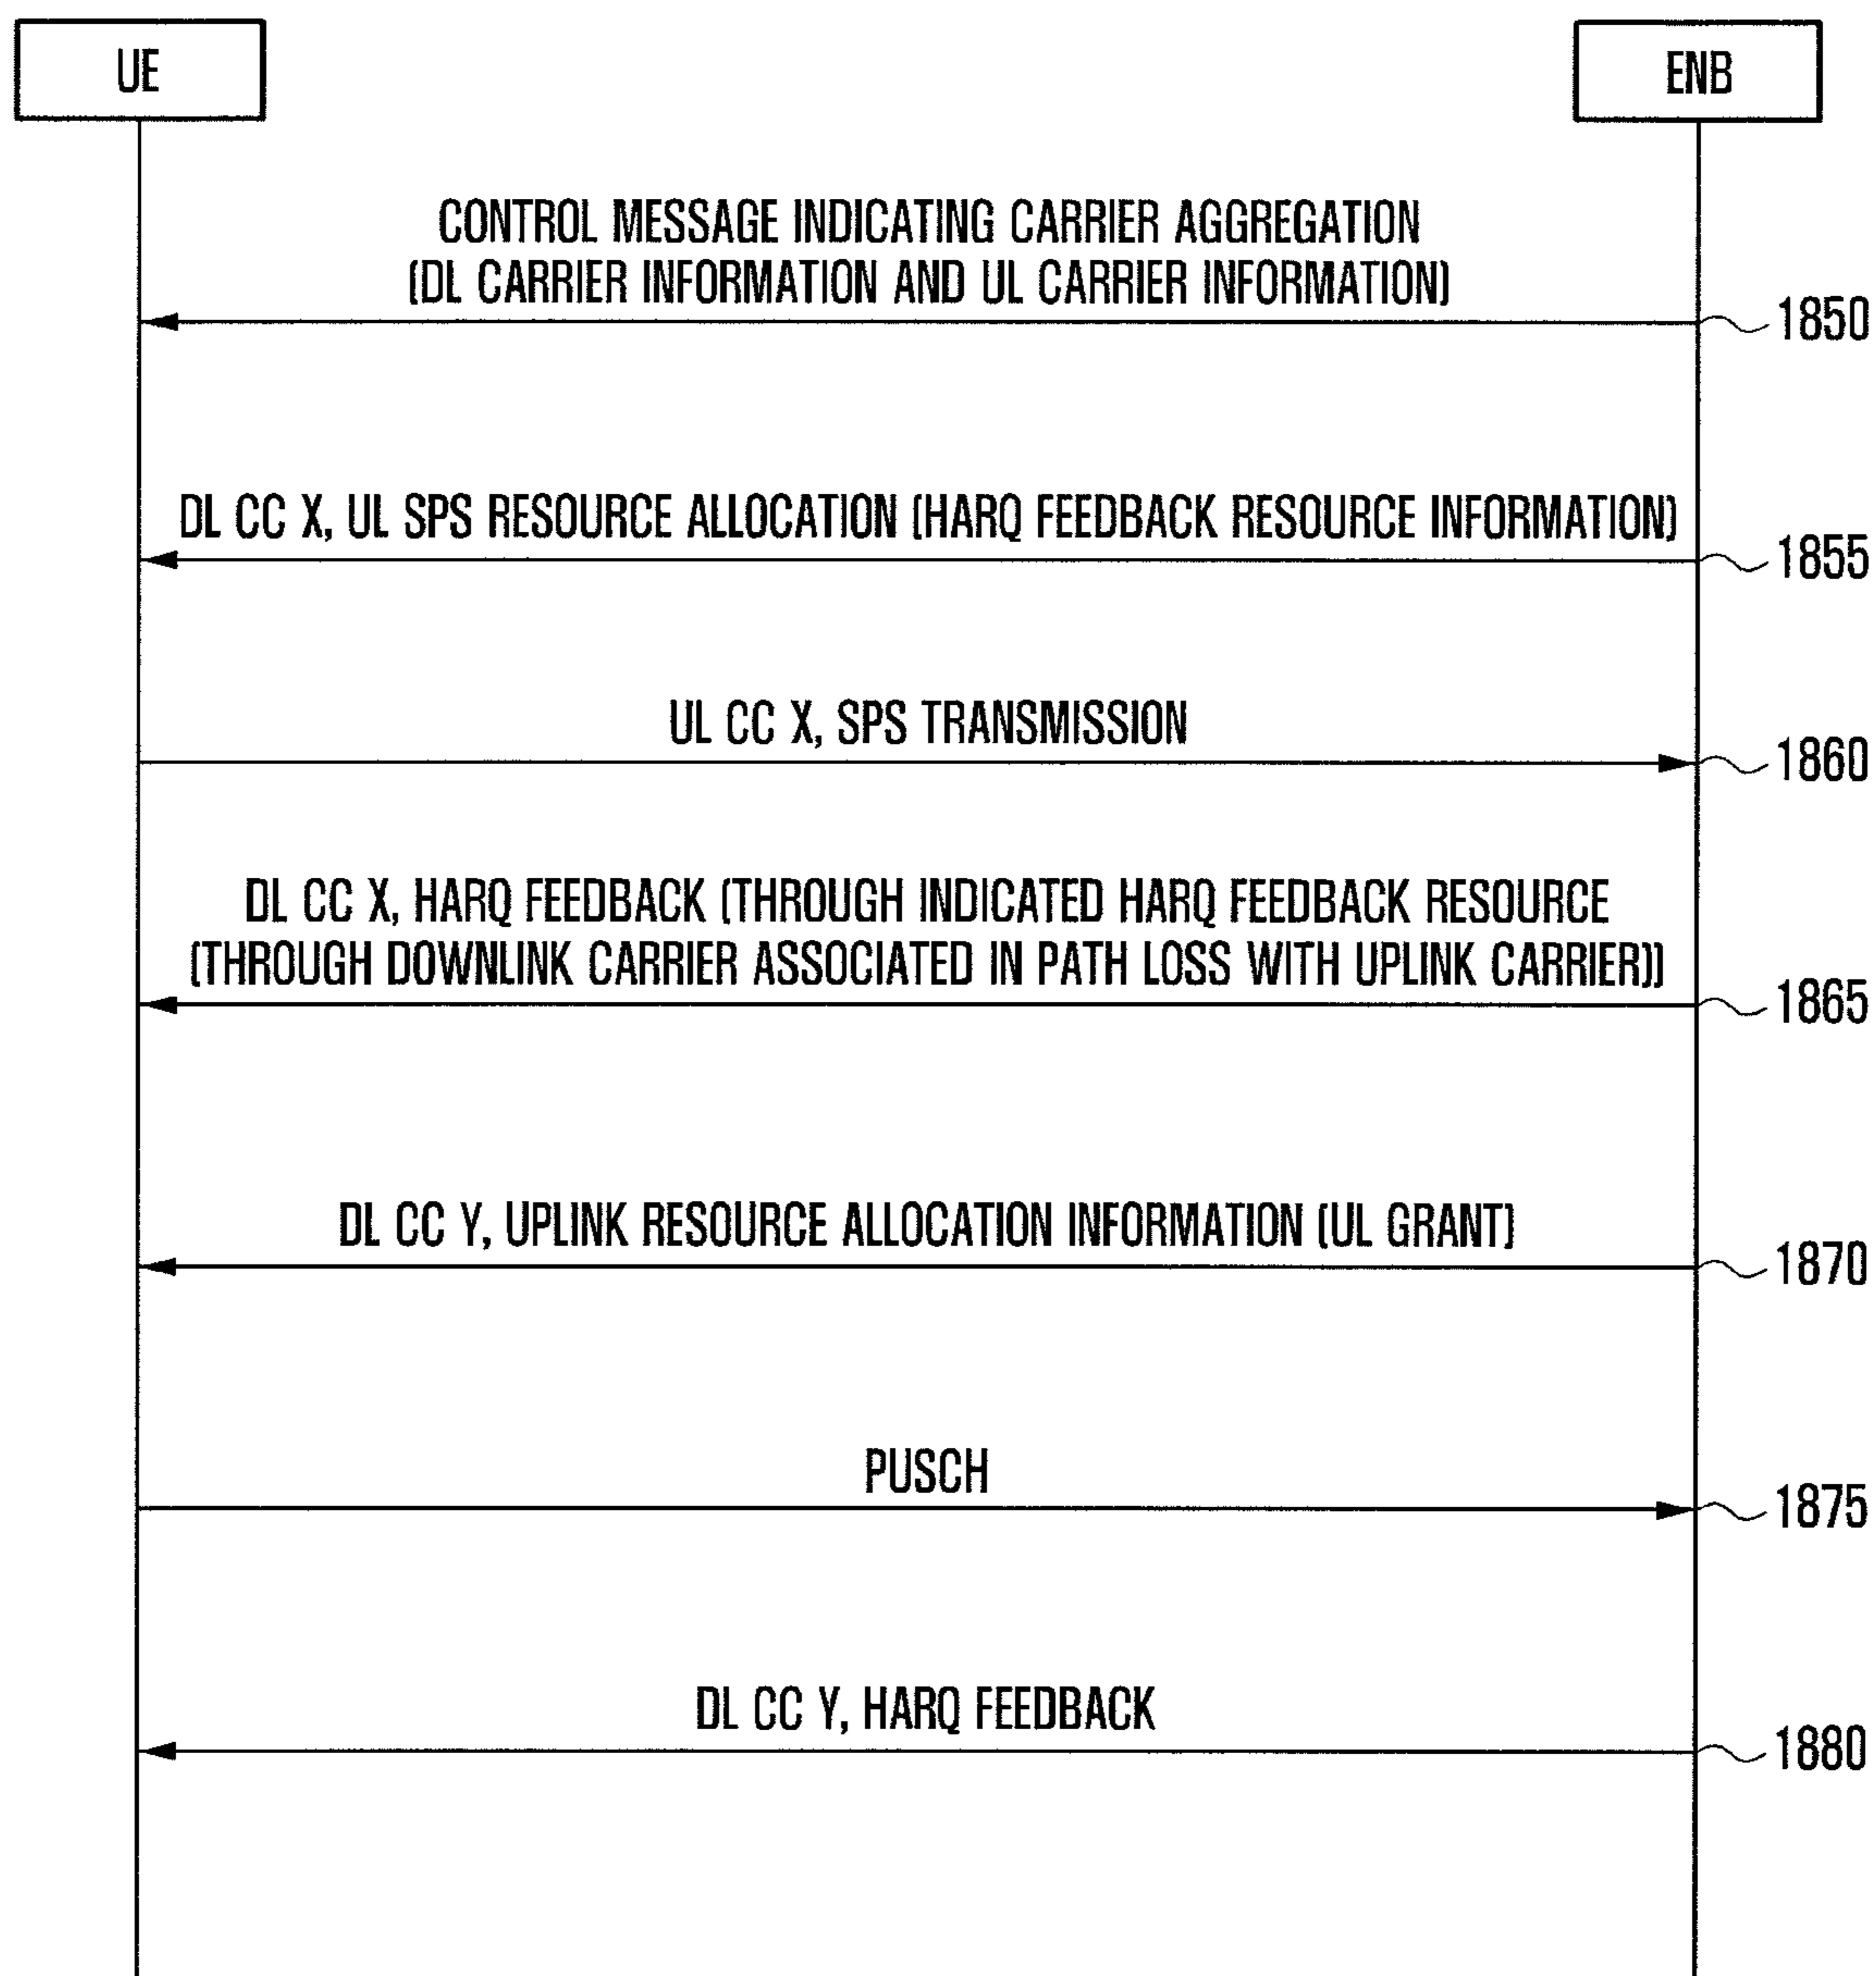 UE
ENB
CONTROL MESSAGE INDICATING CARRIER AGGREGATION
(DL CARRIER INFORMATION AND UL CARRIER INFORMATION)
1850
DL CC X, UL SPS RESOURCE ALLOCATION (HARQ FEEDBACK RESOURCE INFORMATION)
1855
UL CC X, SPS TRANSMISSION
1860
DL CC X, HARQ FEEDBACK (THROUGH INDICATED HARQ FEEDBACK RESOURCE
(THROUGH DOWNLINK CARRIER ASSOCIATED IN PATH LOSS WITH UPLINK CARRIER))
1865
DL CC Y, UPLINK RESOURCE ALLOCATION INFORMATION (UL GRANT)
1870
PUSCH
1875
DL CC Y, HARQ FEEDBACK
1880